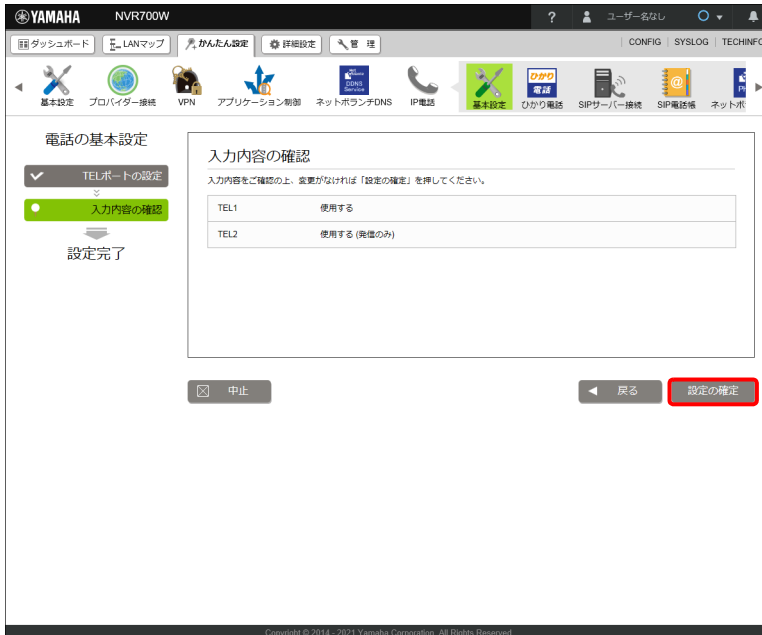 YAMAHA NVR700W ? ユーザー名なし
ダッシュボード LANマップ かんたん設定 詳細設定 管 理 CONFIG | SYSLOG | TECHINFO
ひかり
電話
Net Volante
DDNS
Service
基本設定 プロバイダー接続 VPN アプリケーション制御 ネットボランチDNS IP電話 基本設定 ひかり電話 SIPサーバー接続 SIP電話帳 ネットボ
電話の基本設定
TELポートの設定
入力内容の確認
設定完了
入力内容の確認
入力内容をご確認の上、変更がなければ「設定の確定」を押してください。
TEL1 使用する
TEL2 使用する (発信のみ)
中止 戻る 設定の確定
Copyright © 2014 - 2021 Yamaha Corporation. All Rights Reserved.